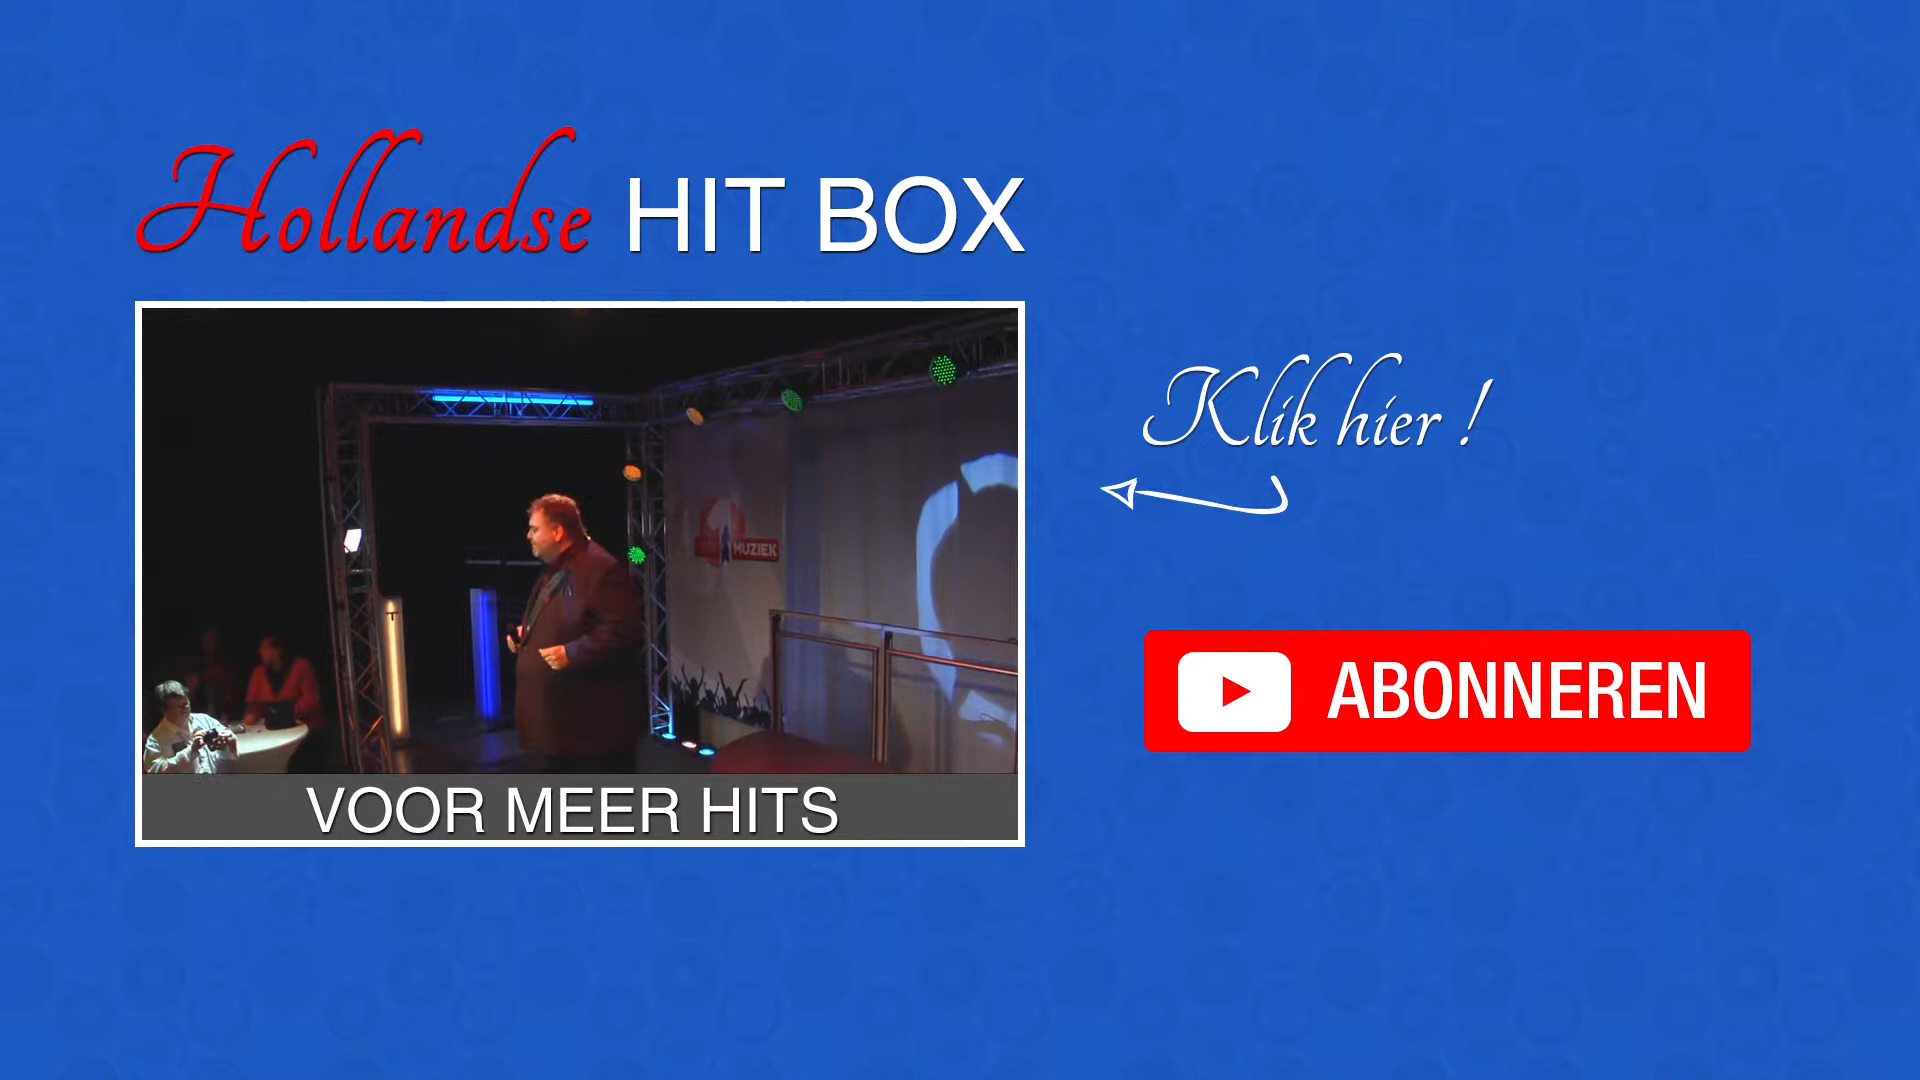 Hollandse HIT BOX
Klik hier !
MUZIEK
ABONNEREN
VOOR MEER HITS